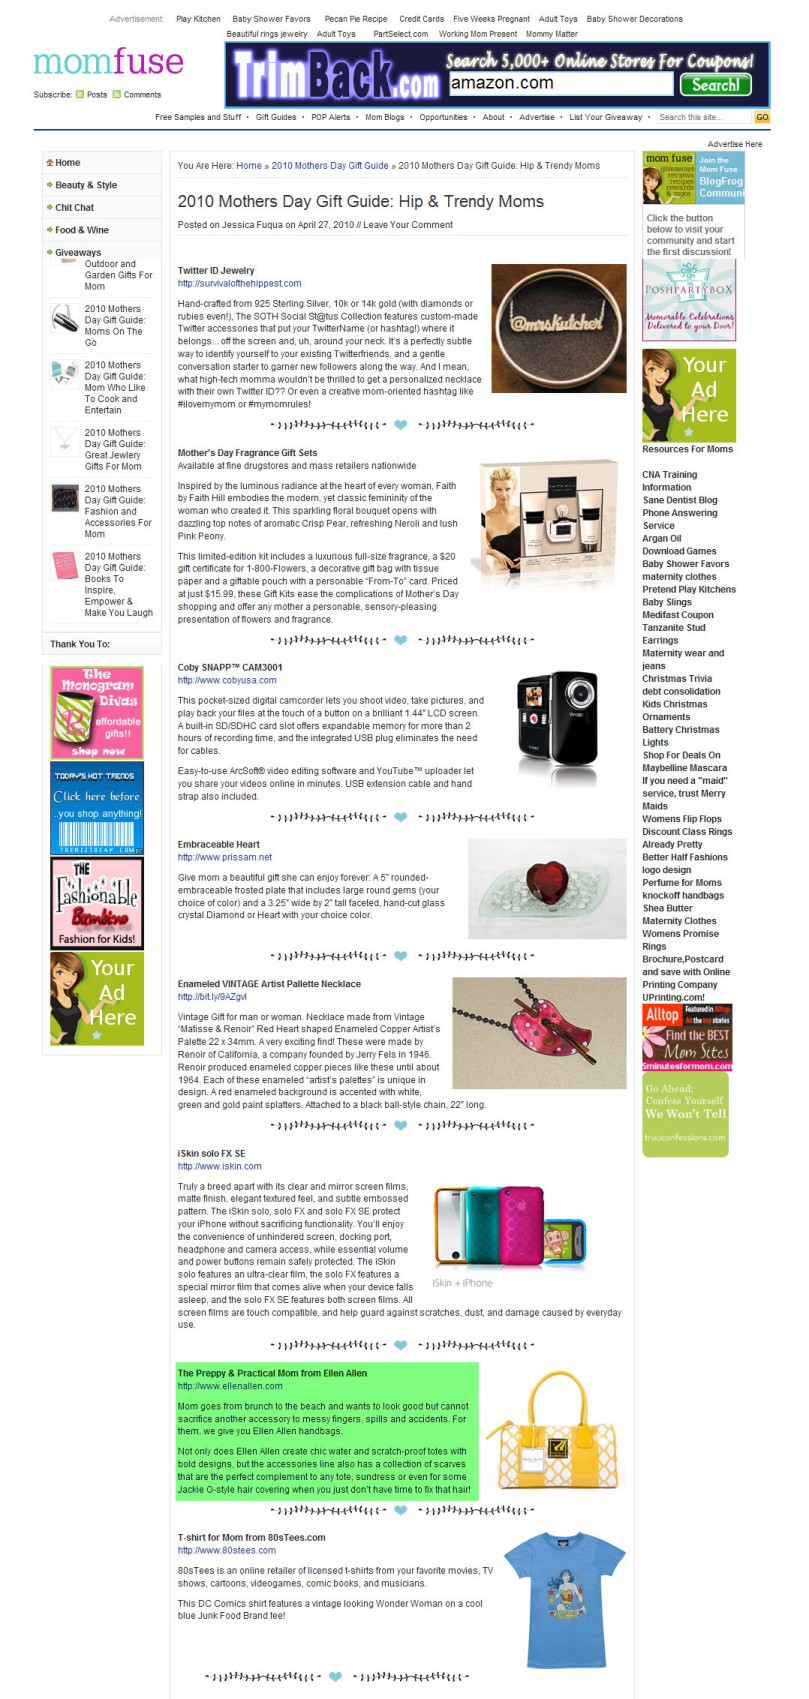 Advertisement: Play Kitchen Baby Shower Favors Pecan Pie Recipe Credit Cards Five Weeks Pregnant Adult Toys Baby Shower Decorations
Beautiful rings jewelry Adult Toys PartSelect.com Working Mom Present Mommy Matter
momfuse
Subscribe: Posts Comments
TrimBack.com
Search 5,000+ Online Stores For Coupons!
amazon.com
Search!
Free Samples and Stuff · Gift Guides · POP Alerts · Mom Blogs · Opportunities · About · Advertise · List Your Giveaway ·
Search this site...
GO
Advertise Here
Home
Beauty & Style
Chit Chat
Food & Wine
Giveaways
Outdoor and
Garden Gifts For
Mom
2010 Mothers
Day Gift Guide:
Moms On The
Go
2010 Mothers
Day Gift Guide:
Mom Who Like
To Cook and
Entertain
2010 Mothers
Day Gift Guide:
Great Jewlery
Gifts For Mom
2010 Mothers
Day Gift Guide:
Fashion and
Accessories For
Mom
2010 Mothers
Day Gift Guide:
Books To
Inspire,
Empower &
Make You Laugh
Thank You To:
The
Monogram
Divas
affordable
gifts!!
shop now
TODAY'S HOT TRENDS
Click here before
..you shop anything!
THE
Fashionable
Bambino
Fashion for Kids!
Your
Ad
Here
You Are Here: Home » 2010 Mothers Day Gift Guide » 2010 Mothers Day Gift Guide: Hip & Trendy Moms
2010 Mothers Day Gift Guide: Hip & Trendy Moms
Posted on Jessica Fuqua on April 27, 2010 // Leave Your Comment
Twitter ID Jewelry
http://survivalofthehippest.com
Hand-crafted from 925 Sterling Silver, 10k or 14k gold (with diamonds or
rubies even!), The SOTH Social St@tus Collection features custom-made
Twitter accessories that put your TwitterName (or hashtag!) where it
belongs…off the screen and, uh, around your neck. It's a perfectly subtle
way to identify yourself to your existing Twitterfriends, and a gentle
conversation starter to garner new followers along the way. And I mean,
what high-tech momma wouldn't be thrilled to get a personalized necklace
with their own Twitter ID?? Or even a creative mom-oriented hashtag like
#ilovemymom or #mymomrules!
@mrskutcher
Mother's Day Fragrance Gift Sets
Available at fine drugstores and mass retailers nationwide
Inspired by the luminous radiance at the heart of every woman, Faith
by Faith Hill embodies the modern, yet classic femininity of the
woman who created it. This sparkling floral bouquet opens with
dazzling top notes of aromatic Crisp Pear, refreshing Neroli and lush
Pink Peony.
This limited-edition kit includes a luxurious full-size fragrance, a $20
gift certificate for 1-800-Flowers, a decorative gift bag with tissue
paper and a giftable pouch with a personable "From-To" card. Priced
at just $15.99, these Gift Kits ease the complications of Mother's Day
shopping and offer any mother a personable, sensory-pleasing
presentation of flowers and fragrance.
FAITH HILL
Coby SNAPP™ CAM3001
http://www.cobyusa.com
This pocket-sized digital camcorder lets you shoot video, take pictures, and
play back your files at the touch of a button on a brilliant 1.44" LCD screen.
A built-in SD/SDHC card slot offers expandable memory for more than 2
hours of recording time, and the integrated USB plug eliminates the need
for cables.
Easy-to-use ArcSoft® video editing software and YouTube™ uploader let
you share your videos online in minutes. USB extension cable and hand
strap also included.
Embraceable Heart
http://www.prissam.net
Give mom a beautiful gift she can enjoy forever: A 5" rounded-
embraceable frosted plate that includes large round gems (your
choice of color) and a 3.25" wide by 2" tall faceted, hand-cut glass
crystal Diamond or Heart with your choice color.
Enameled VINTAGE Artist Pallette Necklace
http://bit.ly/9AZgvI
Vintage Gift for man or woman. Necklace made from Vintage
"Matisse & Renoir" Red Heart shaped Enameled Copper Artist's
Palette 22 x 34mm. A very exciting find! These were made by
Renoir of California, a company founded by Jerry Fels in 1946.
Renoir produced enameled copper pieces like these until about
1964. Each of these enameled "artist's palettes" is unique in
design. A red enameled background is accented with white,
green and gold paint splatters. Attached to a black ball-style chain, 22" long.
iSkin solo FX SE
http://www.iskin.com
Truly a breed apart with its clear and mirror screen films,
matte finish, elegant textured feel, and subtle embossed
pattern. The iSkin solo, solo FX and solo FX SE protect
your iPhone without sacrificing functionality. You'll enjoy
the convenience of unhindered screen, docking port,
headphone and camera access, while essential volume
and power buttons remain safely protected. The iSkin
solo features an ultra-clear film, the solo FX features a
special mirror film that comes alive when your device falls
asleep, and the solo FX SE features both screen films. All
screen films are touch compatible, and help guard against scratches, dust, and damage caused by everyday
use.
iSkin + iPhone
The Preppy & Practical Mom from Ellen Allen
http://www.ellenallen.com
Mom goes from brunch to the beach and wants to look good but cannot
sacrifice another accessory to messy fingers, spills and accidents. For
them, we give you Ellen Allen handbags.
Not only does Ellen Allen create chic water and scratch-proof totes with
bold designs, but the accessories line also has a collection of scarves
that are the perfect complement to any tote, sundress or even for some
Jackie O-style hair covering when you just don't have time to fix that hair!
T-shirt for Mom from 80sTees.com
http://www.80stees.com
80sTees is an online retailer of licensed t-shirts from your favorite movies, TV
shows, cartoons, videogames, comic books, and musicians.
This DC Comics shirt features a vintage looking Wonder Woman on a cool
blue Junk Food Brand tee!
mom fuse
giveaways
reviews
recipes
rewards
& more
Join the
Mom Fuse
BlogFrog
Communi
Click the button
below to visit your
community and start
the first discussion!
POSHPARTYBOX
Memorable Celebrations
Delivered to your Door!
Your
Ad
Here
Resources For Moms
CNA Training
Information
Sane Dentist Blog
Phone Answering
Service
Argan Oil
Download Games
Baby Shower Favors
maternity clothes
Pretend Play Kitchens
Baby Slings
Medifast Coupon
Tanzanite Stud
Earrings
Maternity wear and
jeans
Christmas Trivia
debt consolidation
Kids Christmas
Ornaments
Battery Christmas
Lights
Shop For Deals On
Maybelline Mascara
If you need a "maid"
service, trust Merry
Maids
Womens Flip Flops
Discount Class Rings
Already Pretty
Better Half Fashions
logo design
Perfume for Moms
knockoff handbags
Shea Butter
Maternity Clothes
Womens Promise
Rings
Brochure,Postcard
and save with Online
Printing Company
UPrinting.com!
Alltop
Featured in Alltop
All the top stories
Find the BEST
Mom Sites
5minutesformom.com
Go Ahead;
Confess Yourself
We Won't Tell
truuconfessions.com